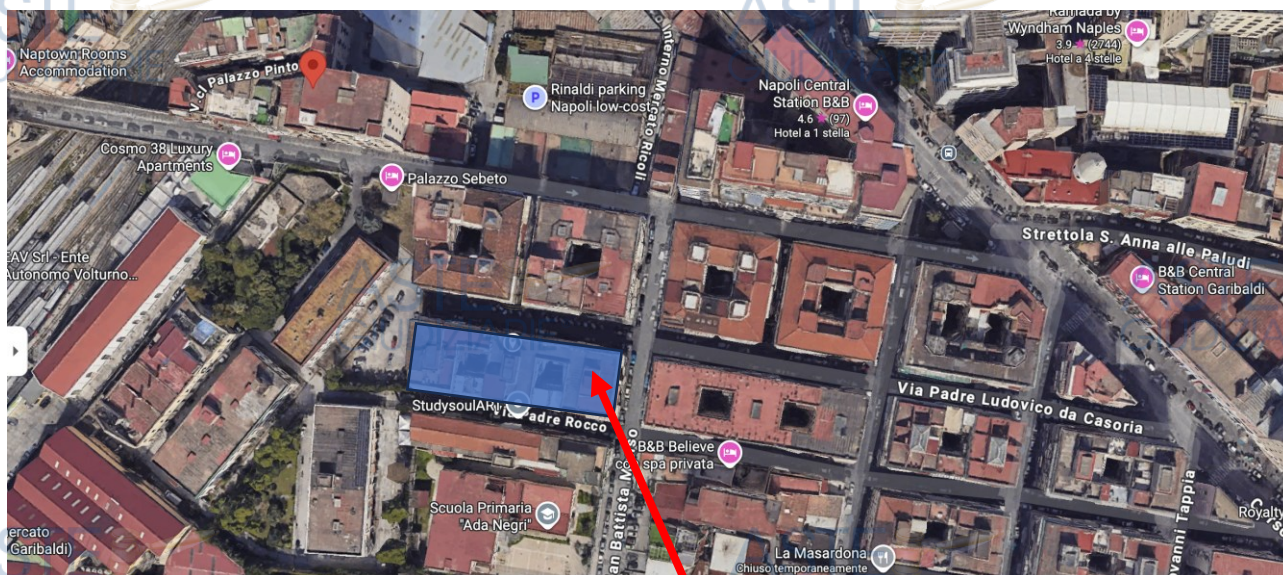 Naptown Rooms
Accommodation
V.cl Palazzo Pinto
P
Rinaldi parking
Napoli low-cost
Ramada by
Wyndham Naples
3.9 ★ (2744)
Hotel a 4 stelle
Napoli Central
Station B&B
4.6 ★ (97)
Hotel a 1 stella
Cosmo 38 Luxury
Apartments
Palazzo Sebeto
Strettola S. Anna alle Paludi
EAV Srl - Ente
Autonomo Volturno...
B&B Central
Station Garibaldi
StudysoulART
Padre Rocco
Via Padre Ludovico da Casoria
B&B Believe
con spa privata
Scuola Primaria
"Ada Negri"
Garibaldi)
La Masardona
Chiuso temporaneamente
Royalty